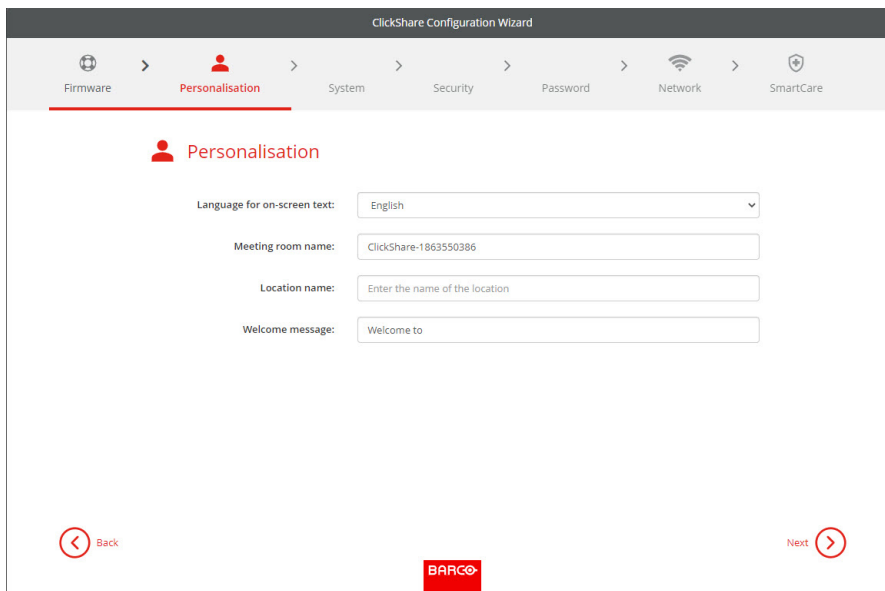 ClickShare Configuration Wizard
Firmware
Personalisation
System
Security
Password
Network
SmartCare
Personalisation
Language for on-screen text:
English
Meeting room name:
ClickShare-1863550386
Location name:
Enter the name of the location
Welcome message:
Welcome to
Back
Next
BARCO